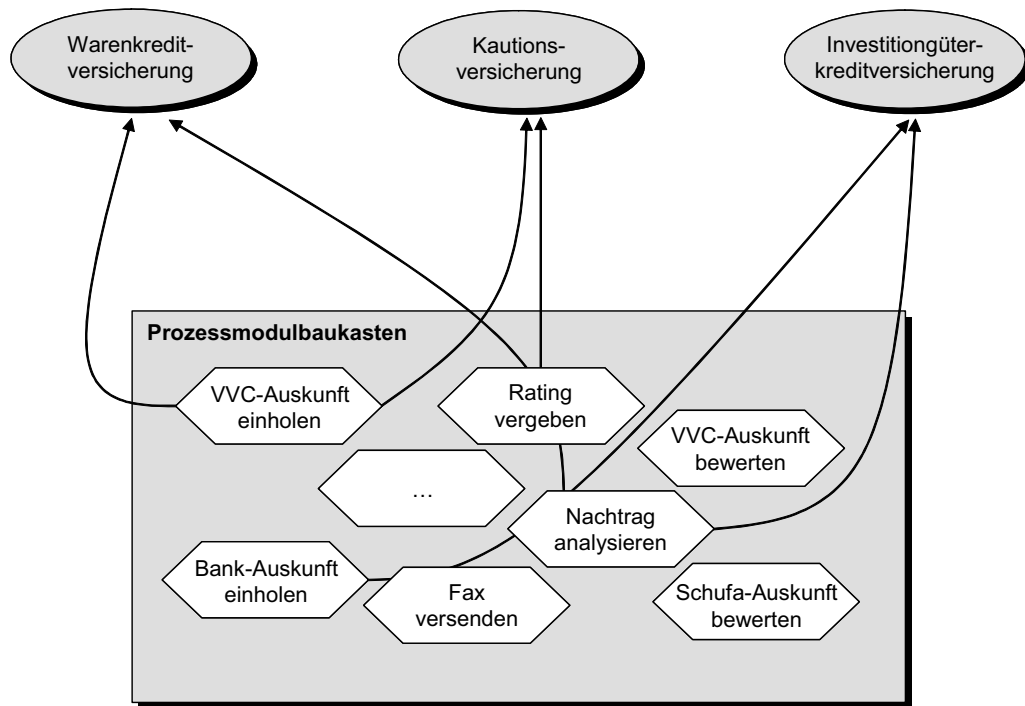 Warenkredit-
versicherung
Kautions-
versicherung
Investitiongüter-
kreditversicherung
Prozessmodulbaukasten
VVC-Auskunft
einholen
Rating
vergeben
VVC-Auskunft
bewerten
…
Nachtrag
analysieren
Bank-Auskunft
einholen
Fax
versenden
Schufa-Auskunft
bewerten